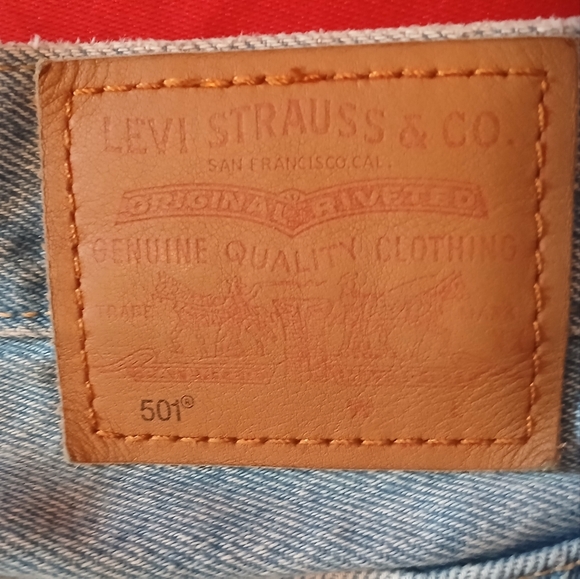 LEVI STRAUSS & CO.
SAN FRANCISCO, CAL.
ORIGINAL RIVETED
GENUINE QUALITY CLOTHING
TRADE MARK
501®